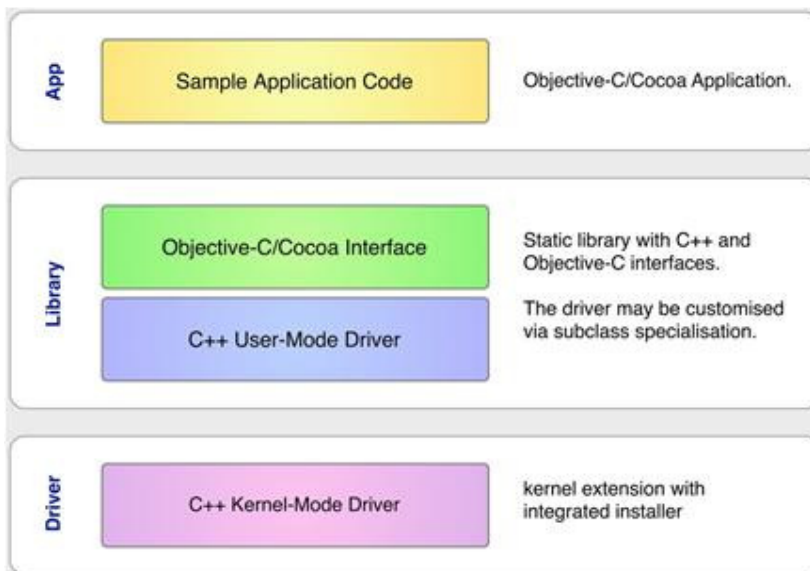 App
Sample Application Code
Objective-C/Cocoa Application.
Library
Objective-C/Cocoa Interface
Static library with C++ and
Objective-C interfaces.
C++ User-Mode Driver
The driver may be customised
via subclass specialisation.
Driver
C++ Kernel-Mode Driver
kernel extension with
integrated installer